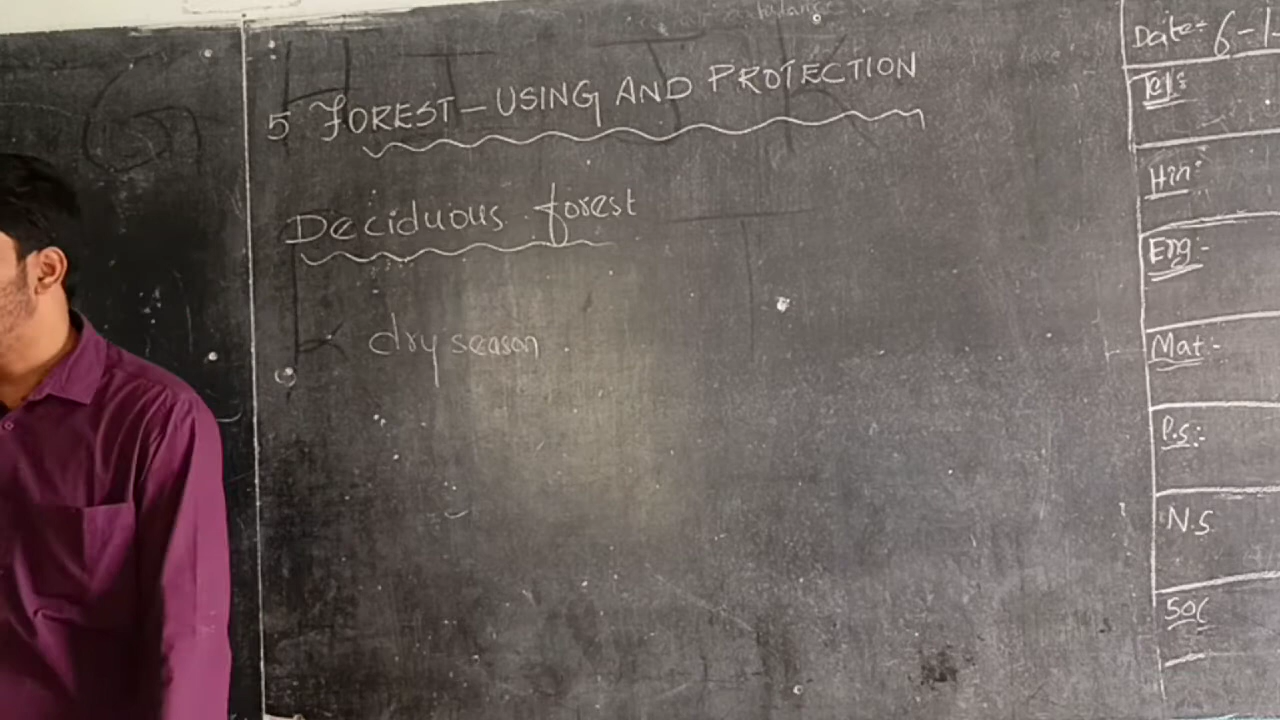 5 FOREST - USING AND PROTECTION
Deciduous forest
dry season
Date:- 6-1-
Tel:
Hin:
Eng:-
Mat:-
P.S:-
N.S
SOC